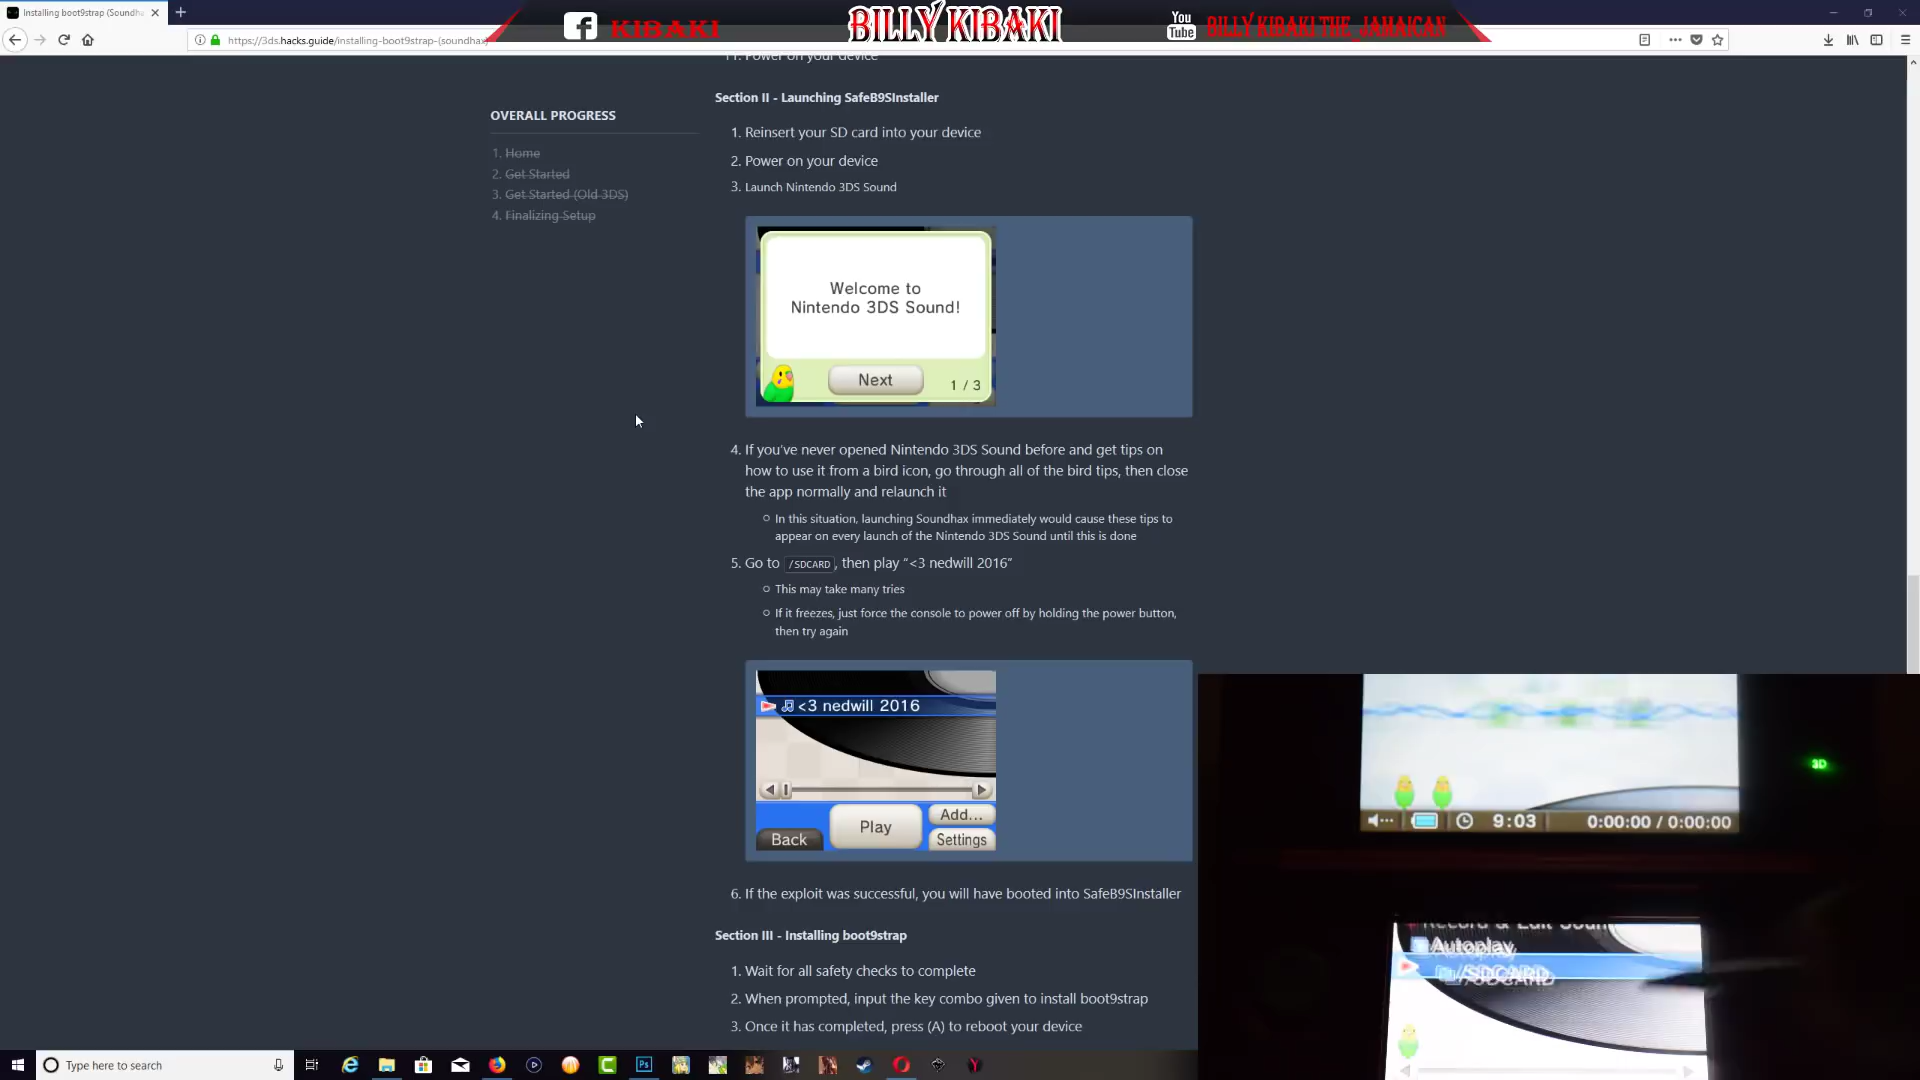 Installing boot9strap (Soundha
KIBAKI
BILLY KIBAKI
You
Tube
BILLY KIBAKI THE_JAMAICAN
https://3ds.hacks.guide/installing-boot9strap-(soundhax)
11. Power on your device
Section II - Launching SafeB9SInstaller
OVERALL PROGRESS
1. Home
2. Get Started
3. Get Started (Old 3DS)
4. Finalizing Setup
1. Reinsert your SD card into your device
2. Power on your device
3. Launch Nintendo 3DS Sound
Welcome to
Nintendo 3DS Sound!
Next
1 / 3
4. If you've never opened Nintendo 3DS Sound before and get tips on
how to use it from a bird icon, go through all of the bird tips, then close
the app normally and relaunch it
In this situation, launching Soundhax immediately would cause these tips to
appear on every launch of the Nintendo 3DS Sound until this is done
5. Go to /SDCARD, then play “<3 nedwill 2016”
This may take many tries
If it freezes, just force the console to power off by holding the power button,
then try again
<3 nedwill 2016
Add...
Play
Back
Settings
6. If the exploit was successful, you will have booted into SafeB9SInstaller
Section III - Installing boot9strap
1. Wait for all safety checks to complete
2. When prompted, input the key combo given to install boot9strap
3. Once it has completed, press (A) to reboot your device
3D
9:03
0:00:00 / 0:00:00
Record & Edit Soun
Autoplay
/SDCARD
Type here to search
Ps